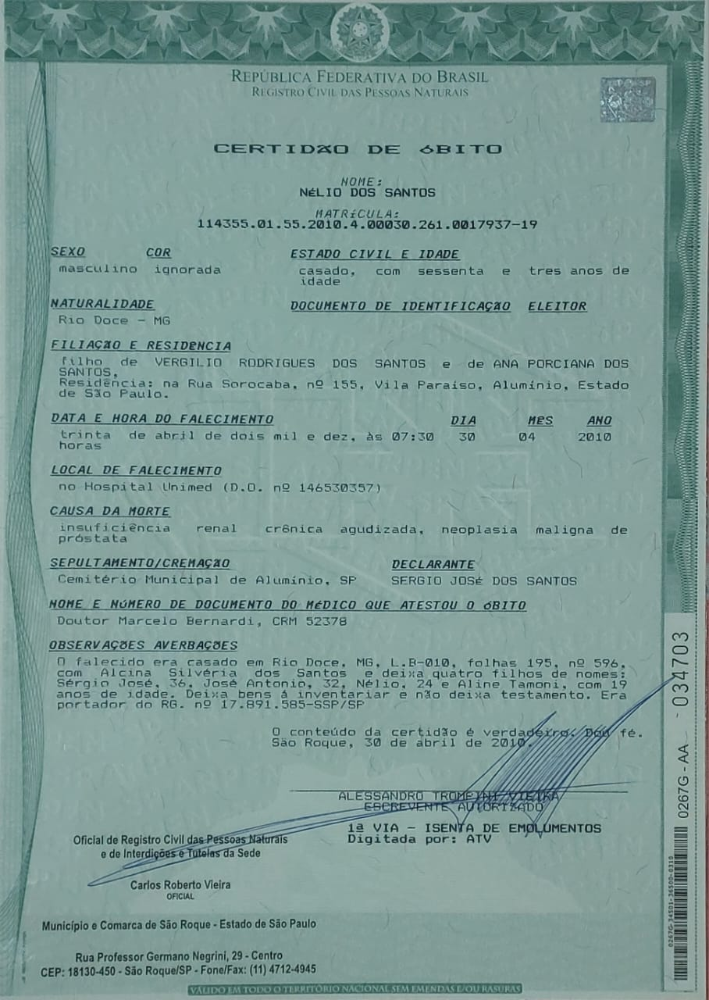 REPÚBLICA FEDERATIVA DO BRASIL
REGISTRO CIVIL DAS PESSOAS NATURAIS
CERTIDãO DE óBITO
NOME:
NéLIO DOS SANTOS
MATRíCULA:
114355.01.55.2010.4.00030.261.0017937-19
SEXO COR ESTADO CIVIL E IDADE
masculino ignorada casado, com sessenta e tres anos de
idade
NATURALIDADE DOCUMENTO DE IDENTIFICAÇãO ELEITOR
Rio Doce - MG
FILIAÇãO E RESIDêNCIA
filho de VERGILIO RODRIGUES DOS SANTOS e de ANA PORCIANA DOS
SANTOS,
Residência: na Rua Sorocaba, nº 155, Vila Paraiso, Alumínio, Estado
de São Paulo.
DATA E HORA DO FALECIMENTO DIA MêS ANO
trinta de abril de dois mil e dez, às 07:30 30 04 2010
horas
LOCAL DE FALECIMENTO
no Hospital Unimed (D.O. nº 146530357)
CAUSA DA MORTE
insuficiência renal crônica agudizada, neoplasia maligna de
próstata
SEPULTAMENTO/CREMAÇãO DECLARANTE
Cemitério Municipal de Alumínio, SP SERGIO JOSé DOS SANTOS
NOME E NúMERO DE DOCUMENTO DO MéDICO QUE ATESTOU O óBITO
Doutor Marcelo Bernardi, CRM 52378
OBSERVAÇõES AVERBAÇõES
O falecido era casado em Rio Doce, MG, L.B-010, folhas 195, nº 596,
com Alcina Silvéria dos Santos e deixa quatro filhos de nomes:
Sérgio José, 36, José Antonio, 32, Nélio, 24 e Aline Tamoni, com 19
anos de idade. Deixa bens á inventariar e não deixa testamento. Era
portador do RG. nº 17.891.585-SSP/SP
O conteúdo da certidão é verdadeiro. Dou fé.
São Roque, 30 de abril de 2010.
ALESSANDRO TROMPINI VIEIRA
ESCREVENTE AUTORIZADO
1ª VIA - ISENTA DE EMOLUMENTOS
Digitada por: ATV
Oficial de Registro Civil das Pessoas Naturais
e de Interdições e Tutelas da Sede
Carlos Roberto Vieira
OFICIAL
Município e Comarca de São Roque - Estado de São Paulo
Rua Professor Germano Negrini, 29 - Centro
CEP: 18130-450 - São Roque/SP - Fone/Fax: (11) 4712-4945
VÁLIDO EM TODO O TERRITÓRIO NACIONAL SEM EMENDAS E/OU RASURAS
0267G - AA - 034703
0267G-34501-36500-0310